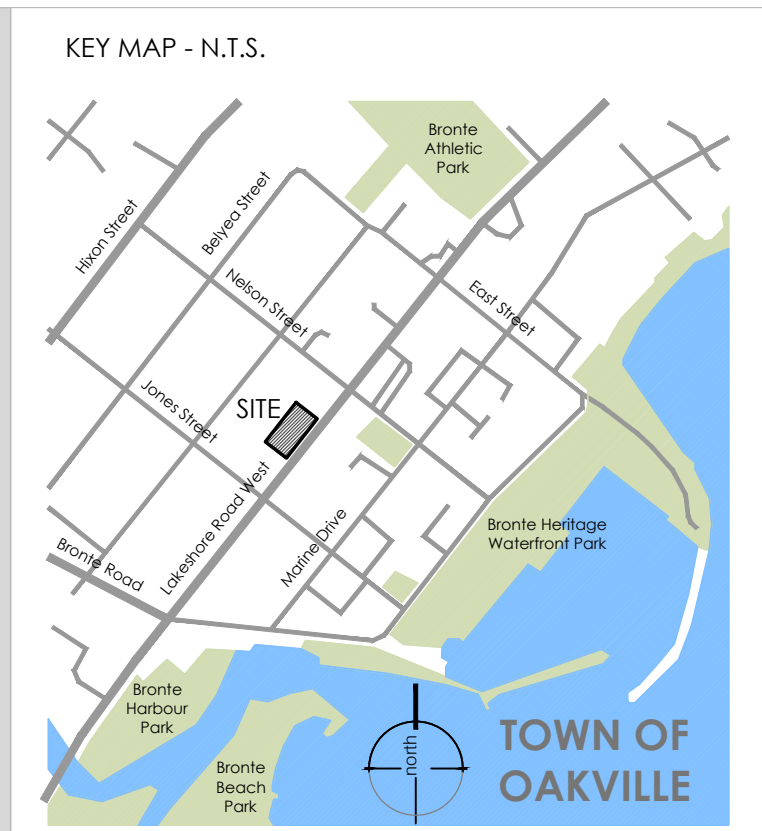 KEY MAP - N.T.S.
Bronte
Athletic
Park
Hixon Street
Belyea Street
Nelson Street
East Street
Jones Street
SITE
Lakeshore Road West
Marine Drive
Bronte Heritage
Waterfront Park
Bronte Road
Bronte
Harbour
Park
Bronte
Beach
Park
north
TOWN OF
OAKVILLE